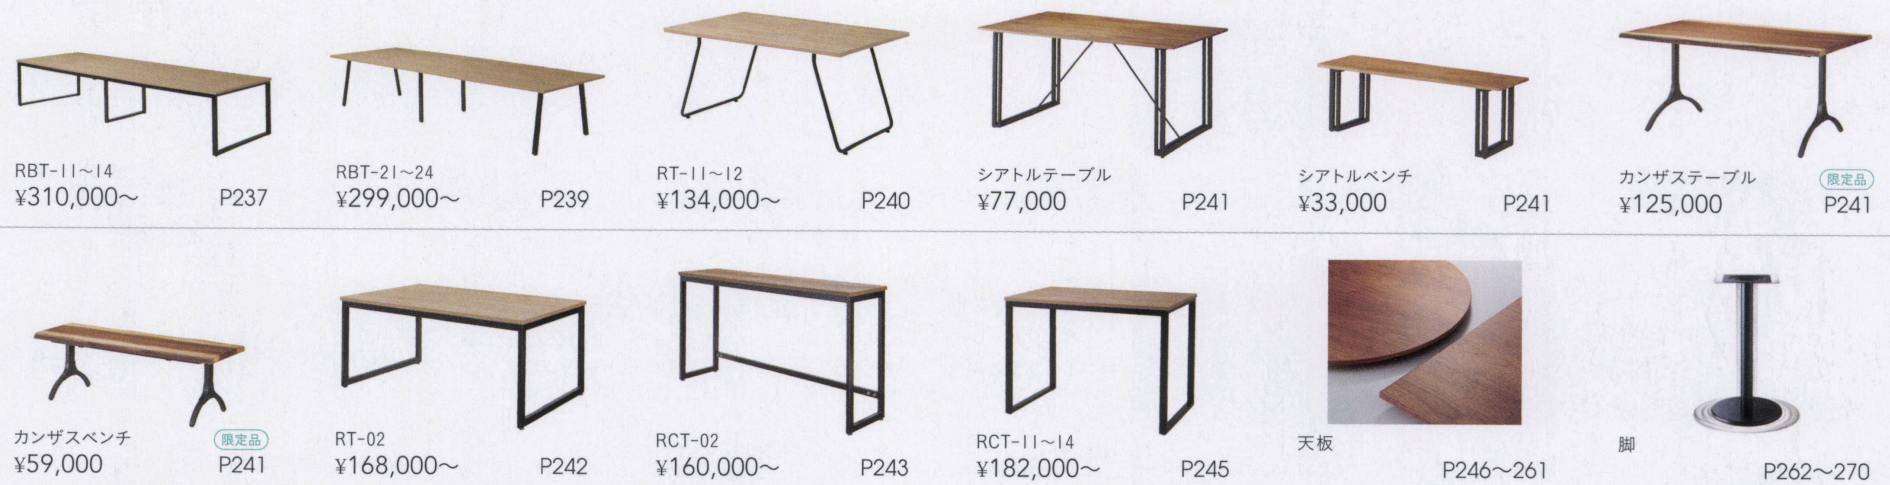 RBT-11～14
¥310,000～ P237
RBT-21～24
¥299,000～ P239
RT-11～12
¥134,000～ P240
シアトルテーブル
¥77,000 P241
シアトルベンチ
¥33,000 P241
カンザステーブル 限定品
¥125,000 P241
カンザスベンチ 限定品
¥59,000 P241
RT-02
¥168,000～ P242
RCT-02
¥160,000～ P243
RCT-11～14
¥182,000～ P245
天板
P246～261
脚
P262～270